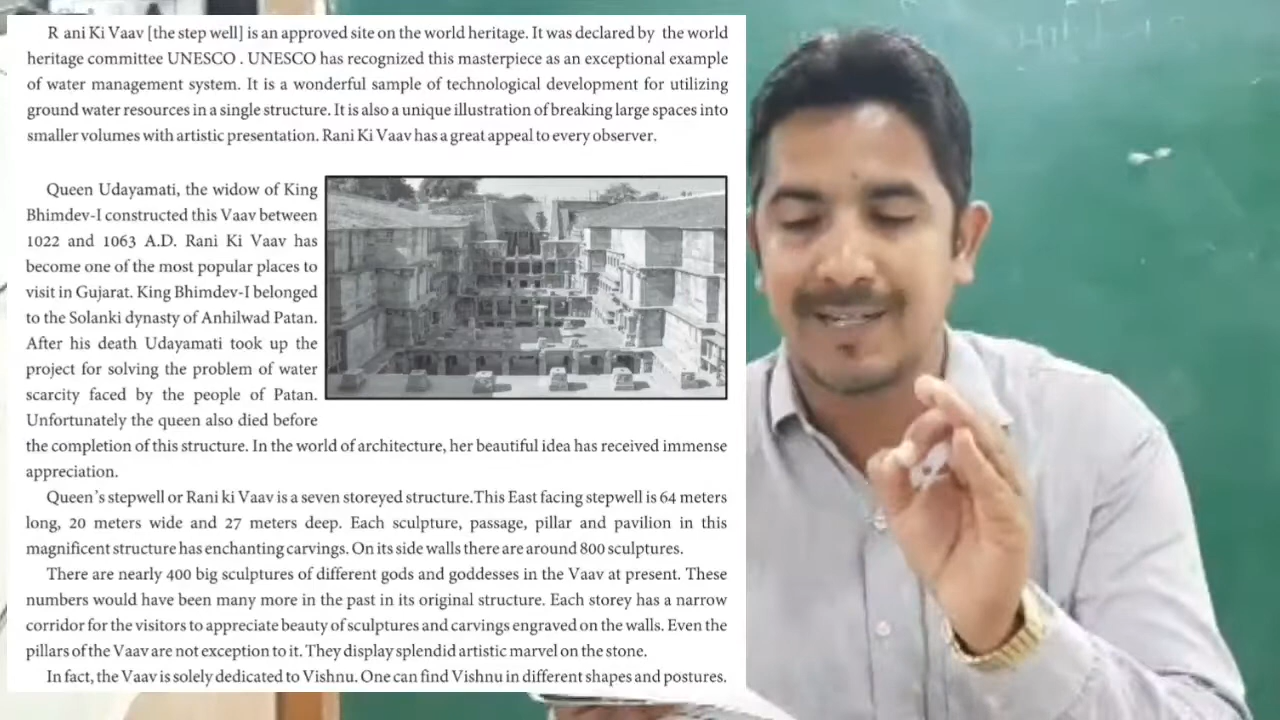 R ani Ki Vaav [the step well] is an approved site on the world heritage. It was declared by the world
heritage committee UNESCO . UNESCO has recognized this masterpiece as an exceptional example
of water management system. It is a wonderful sample of technological development for utilizing
ground water resources in a single structure. It is also a unique illustration of breaking large spaces into
smaller volumes with artistic presentation. Rani Ki Vaav has a great appeal to every observer.
Queen Udayamati, the widow of King
Bhimdev-I constructed this Vaav between
1022 and 1063 A.D. Rani Ki Vaav has
become one of the most popular places to
visit in Gujarat. King Bhimdev-I belonged
to the Solanki dynasty of Anhilwad Patan.
After his death Udayamati took up the
project for solving the problem of water
scarcity faced by the people of Patan.
Unfortunately the queen also died before
the completion of this structure. In the world of architecture, her beautiful idea has received immense
appreciation.
Queen's stepwell or Rani ki Vaav is a seven storeyed structure.This East facing stepwell is 64 meters
long, 20 meters wide and 27 meters deep. Each sculpture, passage, pillar and pavilion in this
magnificent structure has enchanting carvings. On its side walls there are around 800 sculptures.
There are nearly 400 big sculptures of different gods and goddesses in the Vaav at present. These
numbers would have been many more in the past in its original structure. Each storey has a narrow
corridor for the visitors to appreciate beauty of sculptures and carvings engraved on the walls. Even the
pillars of the Vaav are not exception to it. They display splendid artistic marvel on the stone.
In fact, the Vaav is solely dedicated to Vishnu. One can find Vishnu in different shapes and postures.